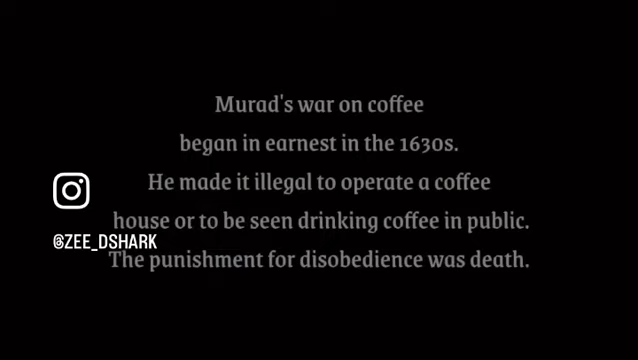 Murad's war on coffee
began in earnest in the 1630s.
He made it illegal to operate a coffee
house or to be seen drinking coffee in public.
@ZEE_DSHARK
The punishment for disobedience was death.